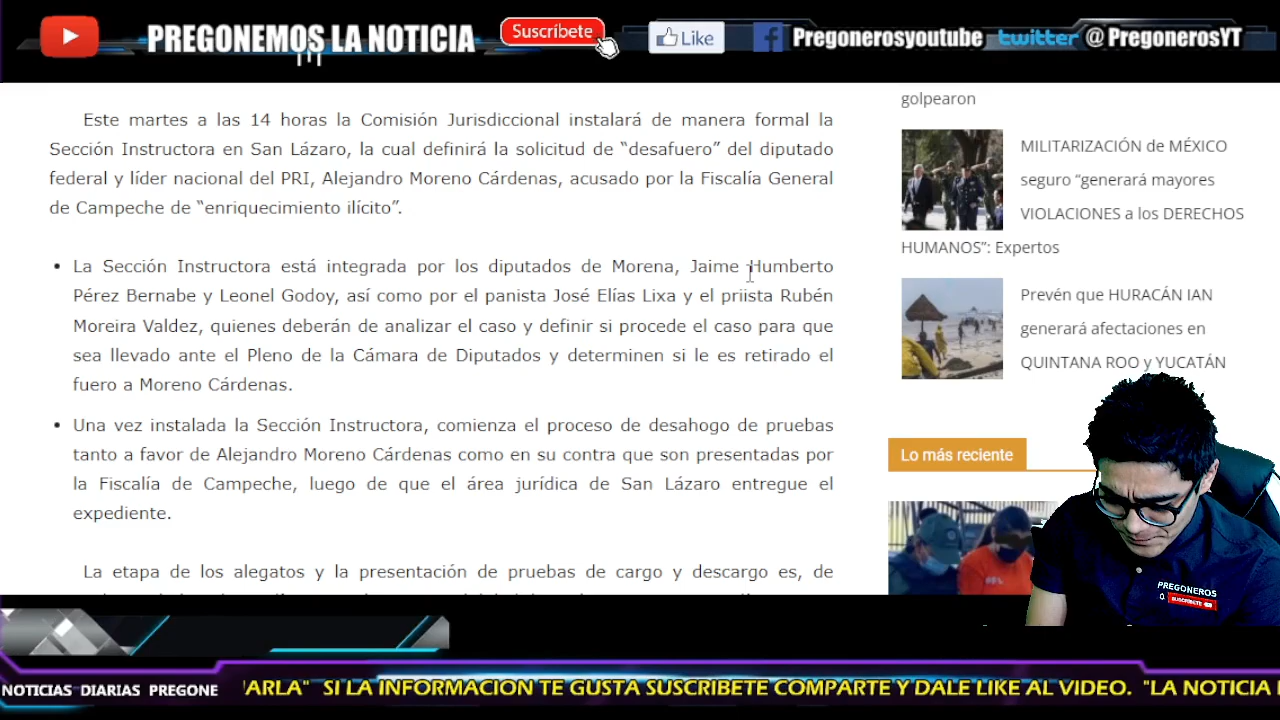 PREGONEMOS LA NOTICIA
Suscríbete
Like
Pregonerosyoutube
twitter @PregonerosYT
Este martes a las 14 horas la Comisión Jurisdiccional instalará de manera formal la
Sección Instructora en San Lázaro, la cual definirá la solicitud de “desafuero” del diputado
federal y líder nacional del PRI, Alejandro Moreno Cárdenas, acusado por la Fiscalía General
de Campeche de “enriquecimiento ilícito”.
• La Sección Instructora está integrada por los diputados de Morena, Jaime Humberto
Pérez Bernabe y Leonel Godoy, así como por el panista José Elías Lixa y el priista Rubén
Moreira Valdez, quienes deberán de analizar el caso y definir si procede el caso para que
sea llevado ante el Pleno de la Cámara de Diputados y determinen si le es retirado el
fuero a Moreno Cárdenas.
• Una vez instalada la Sección Instructora, comienza el proceso de desahogo de pruebas
tanto a favor de Alejandro Moreno Cárdenas como en su contra que son presentadas por
la Fiscalía de Campeche, luego de que el área jurídica de San Lázaro entregue el
expediente.
La etapa de los alegatos y la presentación de pruebas de cargo y descargo es, de
golpearon
MILITARIZACIÓN de MÉXICO
seguro “generará mayores
VIOLACIONES a los DERECHOS
HUMANOS”: Expertos
Prevén que HURACÁN IAN
generará afectaciones en
QUINTANA ROO y YUCATÁN
Lo más reciente
PREGONEROS
SUSCRIBETE
NOTICIAS DIARIAS PREGONE
ARLA" SI LA INFORMACION TE GUSTA SUSCRIBETE COMPARTE Y DALE LIKE AL VIDEO. "LA NOTICIA